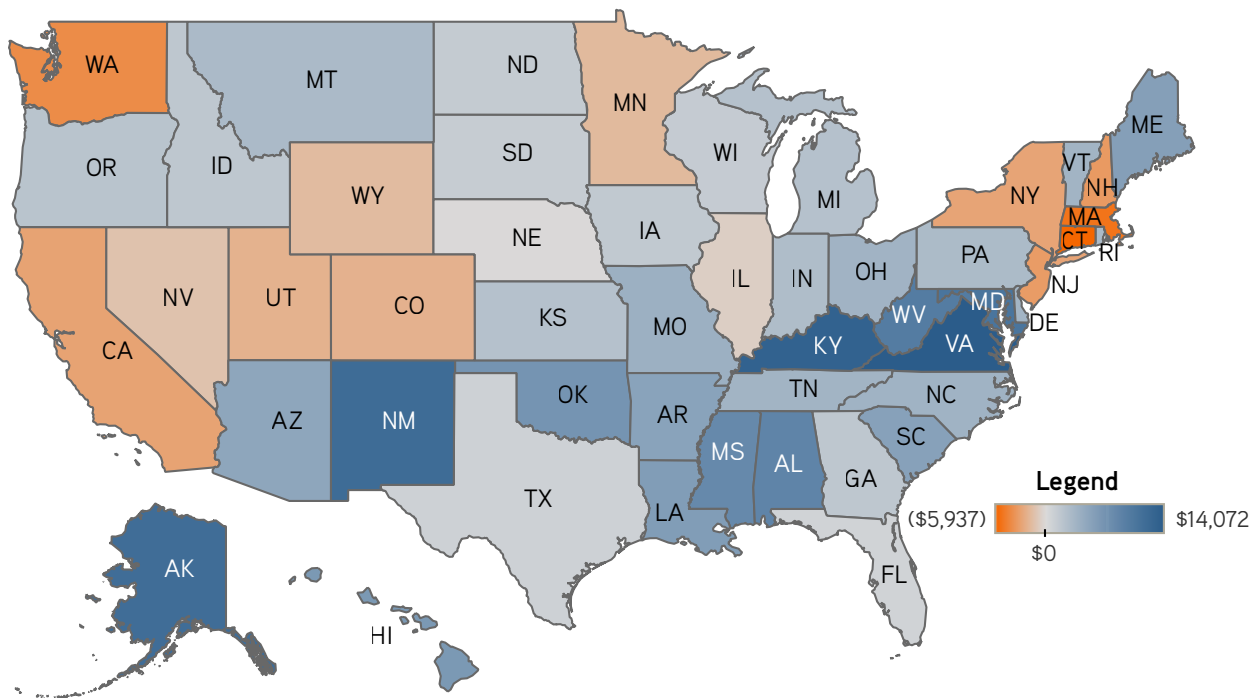 WA
MT
ND
MN
ME
OR
ID
SD
WI
MI
VT
NH
NY
WY
MA
CT
RI
NE
IA
PA
NJ
NV
UT
CO
IL
IN
OH
MD
DE
CA
KS
MO
WV
VA
KY
TN
NC
AZ
NM
OK
AR
SC
MS
AL
GA
TX
LA
FL
AK
HI
Legend
($5,937)
$14,072
$0